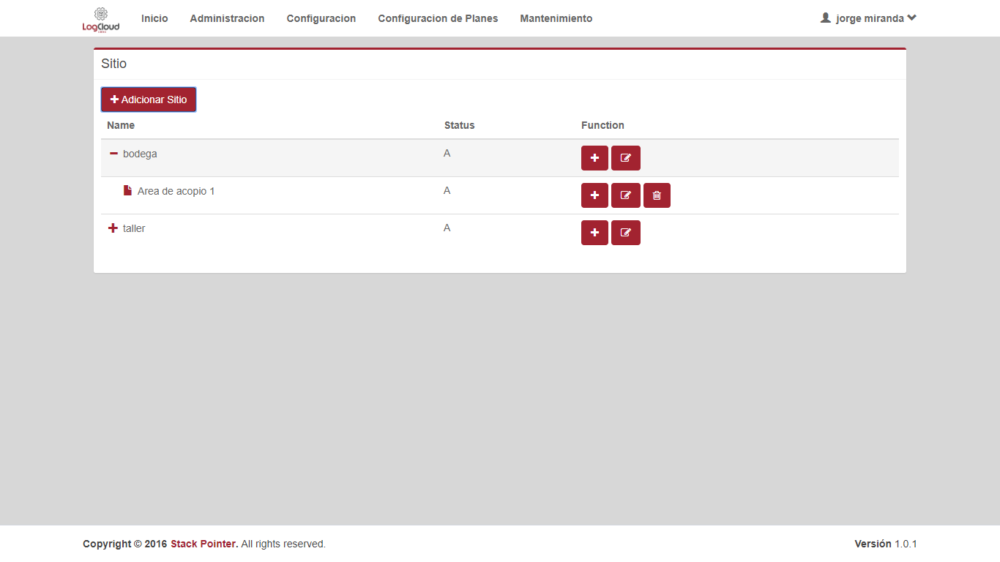 LogCloud
Inicio Administracion Configuracion Configuracion de Planes Mantenimiento jorge miranda
Sitio
Adicionar Sitio
Name Status Function
bodega A
Area de acopio 1 A
taller A
Copyright © 2016 Stack Pointer. All rights reserved. Versión 1.0.1